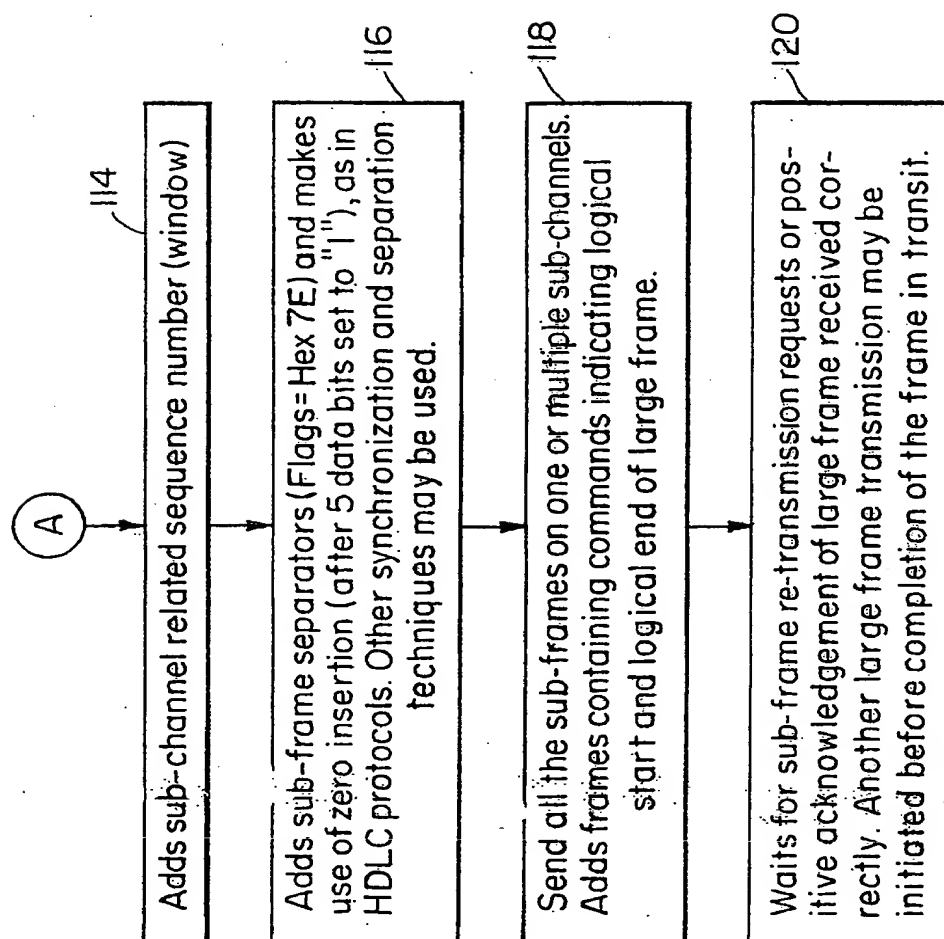 A
114
Adds sub-channel related sequence number (window)
116
Adds sub-frame separators (Flags=Hex 7E) and makes
use of zero insertion (after 5 data bits set to "1"), as in
HDLC protocols. Other synchronization and separation
techniques may be used.
118
Send all the sub-frames on one or multiple sub-channels.
Adds frames containing commands indicating logical
start and logical end of large frame.
120
Waits for sub-frame re-transmission requests or pos-
itive acknowledgement of large frame received cor-
rectly. Another large frame transmission may be
initiated before completion of the frame in transit.